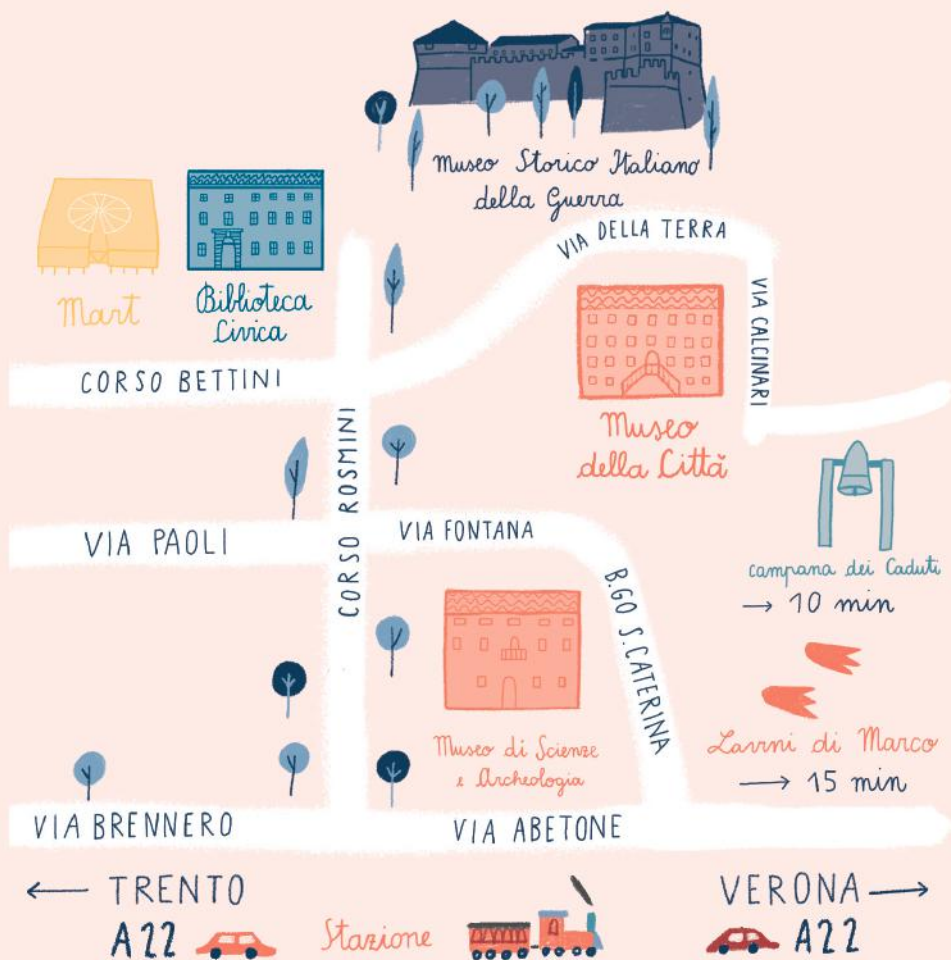 Museo Storico Italiano
della Guerra
VIA DELLA TERRA
Mart
Biblioteca
Civica
VIA CALCINARI
CORSO BETTINI
Museo
della Città
CORSO ROSMINI
VIA PAOLI
VIA FONTANA
campana dei Caduti
→ 10 min
B.GO S.CATERINA
Museo di Scienze
e Archeologia
Lavini di Marco
→ 15 min
VIA BRENNERO
VIA ABETONE
← TRENTO
A22
Stazione
VERONA →
A22